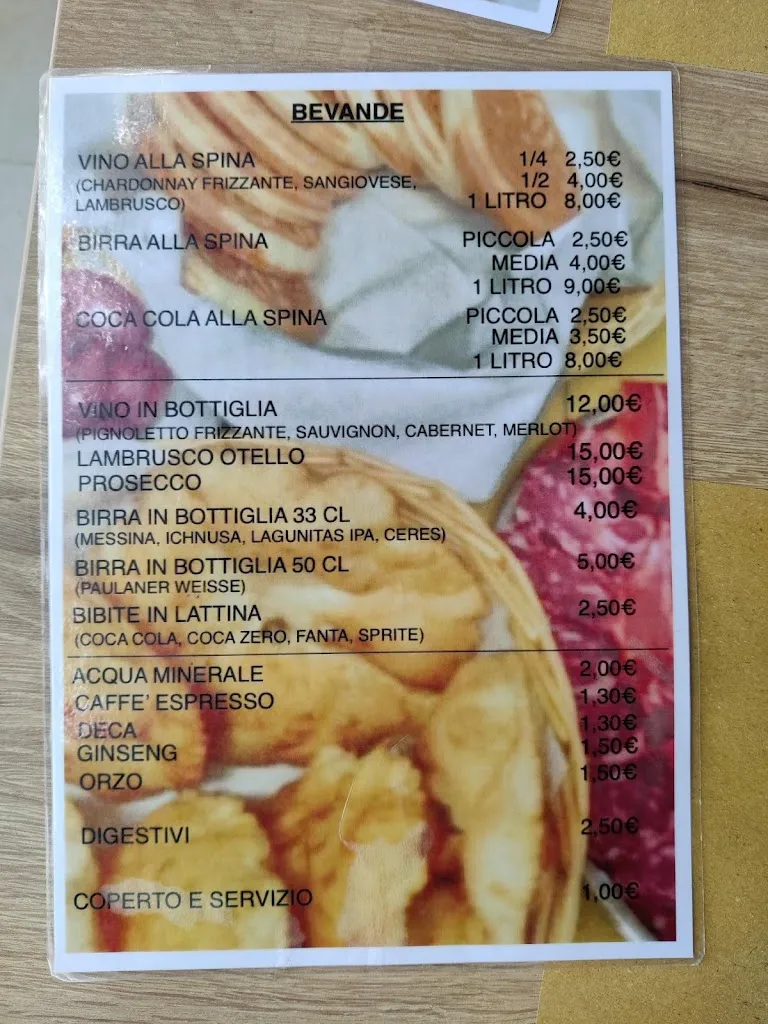 BEVANDE
VINO ALLA SPINA 1/4 2,50€
(CHARDONNAY FRIZZANTE, SANGIOVESE, 1/2 4,00€
LAMBRUSCO) 1 LITRO 8,00€
BIRRA ALLA SPINA PICCOLA 2,50€
MEDIA 4,00€
1 LITRO 9,00€
COCA COLA ALLA SPINA PICCOLA 2,50€
MEDIA 3,50€
1 LITRO 8,00€
VINO IN BOTTIGLIA 12,00€
(PIGNOLETTO FRIZZANTE, SAUVIGNON, CABERNET, MERLOT)
LAMBRUSCO OTELLO 15,00€
PROSECCO 15,00€
BIRRA IN BOTTIGLIA 33 CL 4,00€
(MESSINA, ICHNUSA, LAGUNITAS IPA, CERES)
BIRRA IN BOTTIGLIA 50 CL 5,00€
(PAULANER WEISSE)
BIBITE IN LATTINA 2,50€
(COCA COLA, COCA ZERO, FANTA, SPRITE)
ACQUA MINERALE 2,00€
CAFFE' ESPRESSO 1,30€
DECA 1,30€
GINSENG 1,50€
ORZO 1,50€
DIGESTIVI 2,50€
COPERTO E SERVIZIO 1,00€